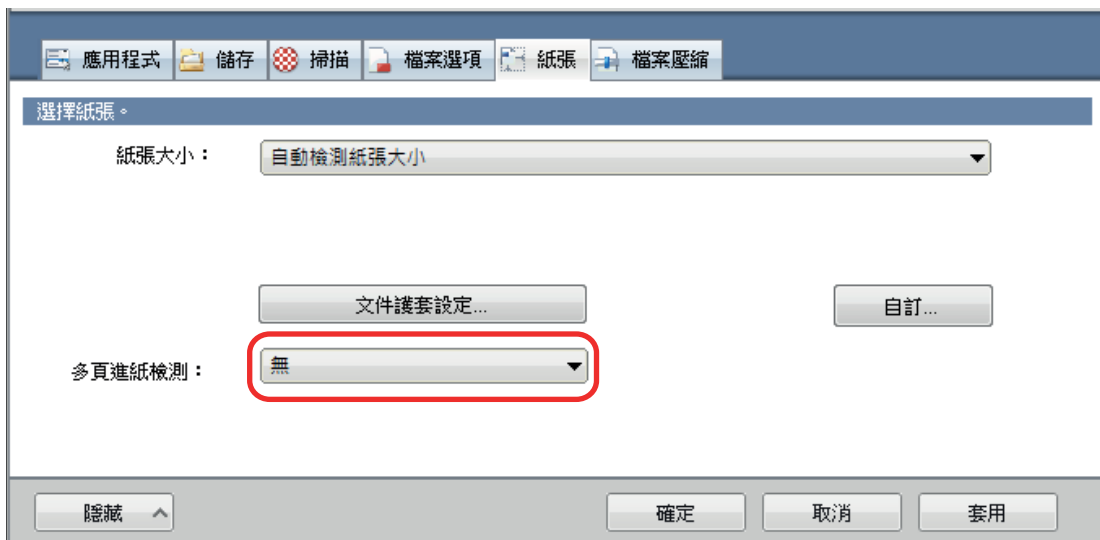 應用程式 儲存 掃描 檔案選項 紙張 檔案壓縮
選擇紙張。
紙張大小： 自動檢測紙張大小
文件護套設定... 自訂...
多頁進紙檢測： 無
隱藏 確定 取消 套用